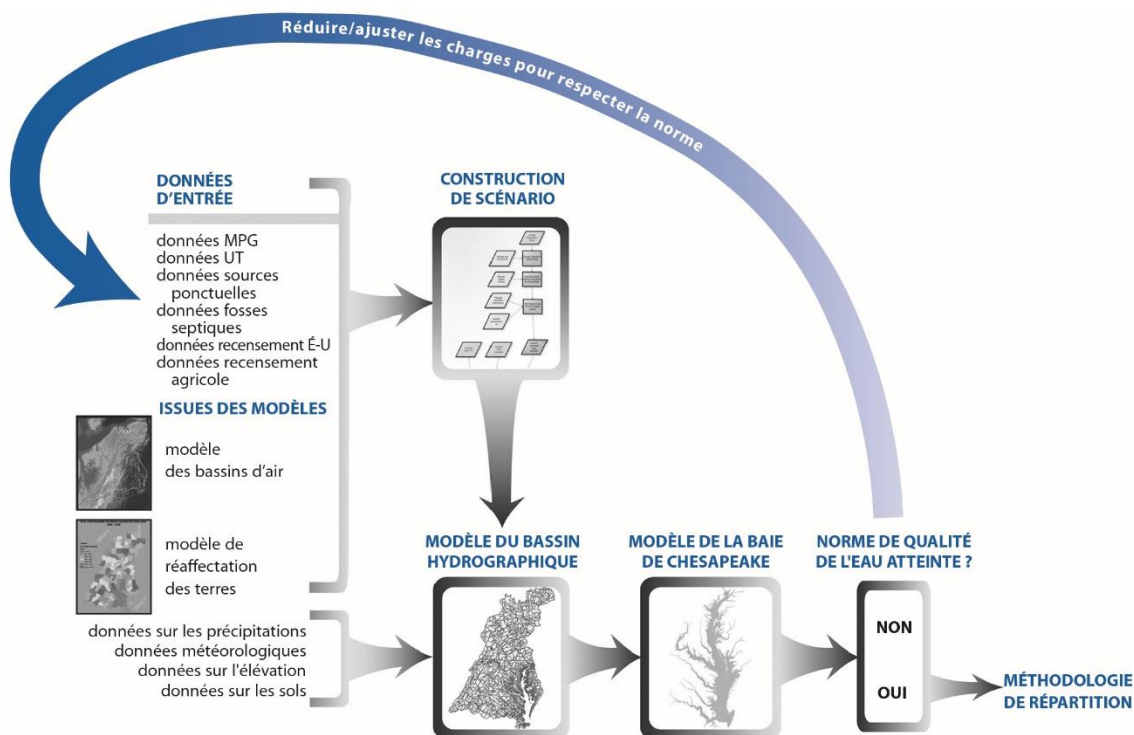 Réduire/ajuster les charges pour respecter la norme
DONNÉES
D'ENTRÉE
données MPG
données UT
données sources
ponctuelles
données fosses
septiques
données recensement É-U
données recensement
agricole
ISSUES DES MODÈLES
modèle
des bassins d'air
modèle de
réaffectation
des terres
données sur les précipitations
données météorologiques
données sur l'élévation
données sur les sols
CONSTRUCTION
DE SCÉNARIO
MODÈLE DU BASSIN
HYDROGRAPHIQUE
MODÈLE DE LA BAIE
DE CHESAPEAKE
NORME DE QUALITÉ
DE L'EAU ATTEINTE ?
NON
OUI
MÉTHODOLOGIE
DE RÉPARTITION